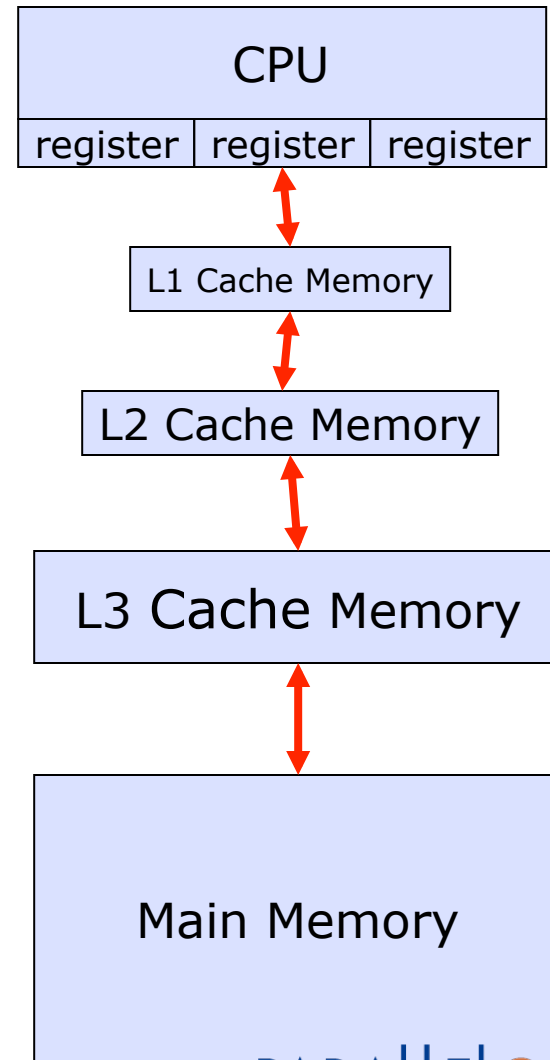 CPU
register register register
L1 Cache Memory
L2 Cache Memory
L3 Cache Memory
Main Memory